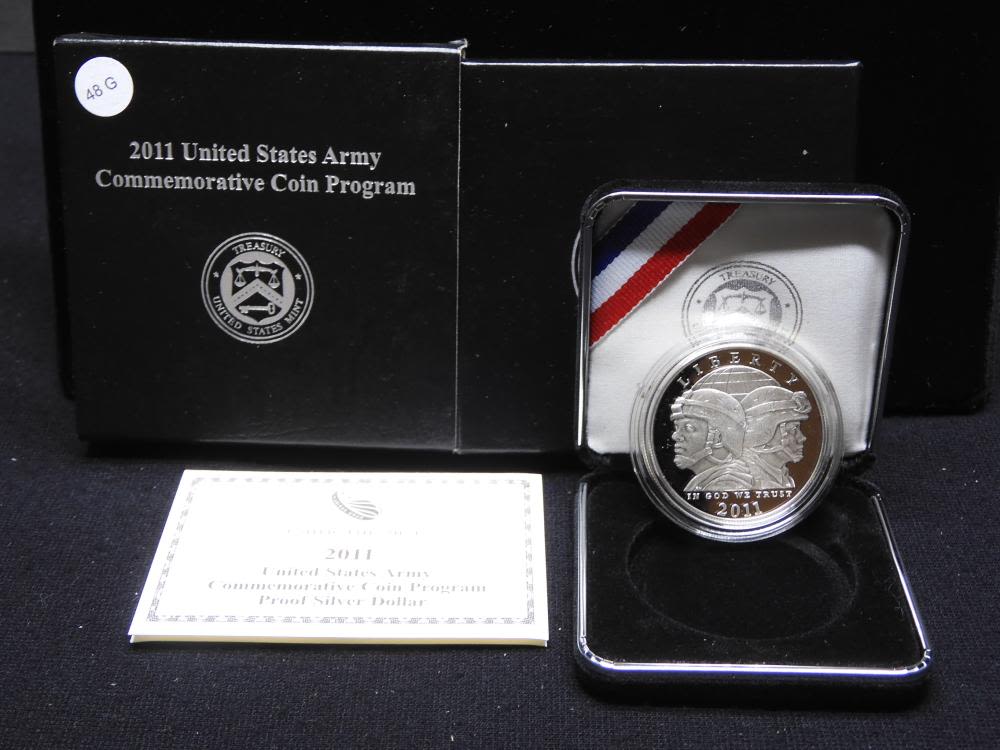 48 G
2011 United States Army
Commemorative Coin Program
TREASURY
UNITED STATES MINT
TREASURY
LIBERTY
IN GOD WE TRUST
2011
2011
United States Army
Commemorative Coin Program
Proof Silver Dollar